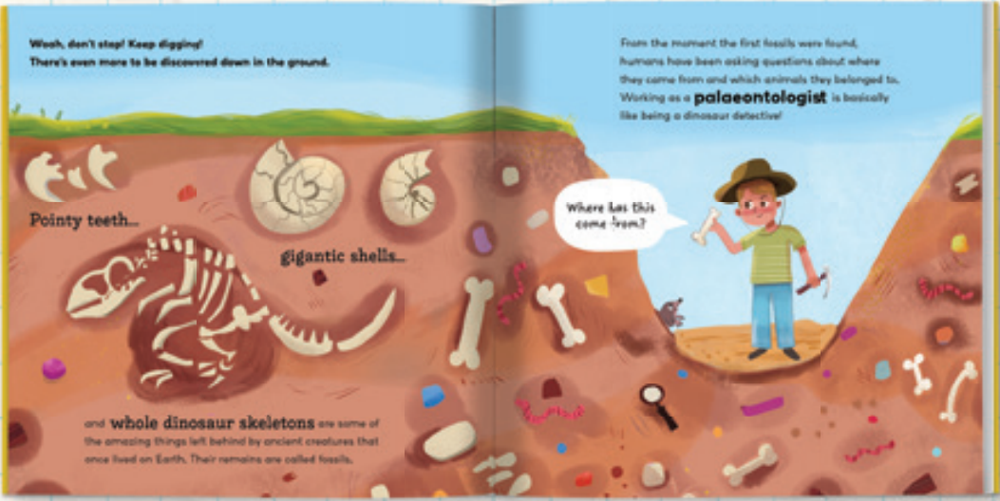 Woah, don't stop! Keep digging!
There's even more to be discovered down in the ground.
Pointy teeth...
gigantic shells...
and whole dinosaur skeletons are some of
the amazing things left behind by ancient creatures that
once lived on Earth. Their remains are called fossils.
From the moment the first fossils were found,
humans have been asking questions about where
they came from and which animals they belonged to.
Working as a palaeontologist is basically
like being a dinosaur detective!
Where has this
come from?